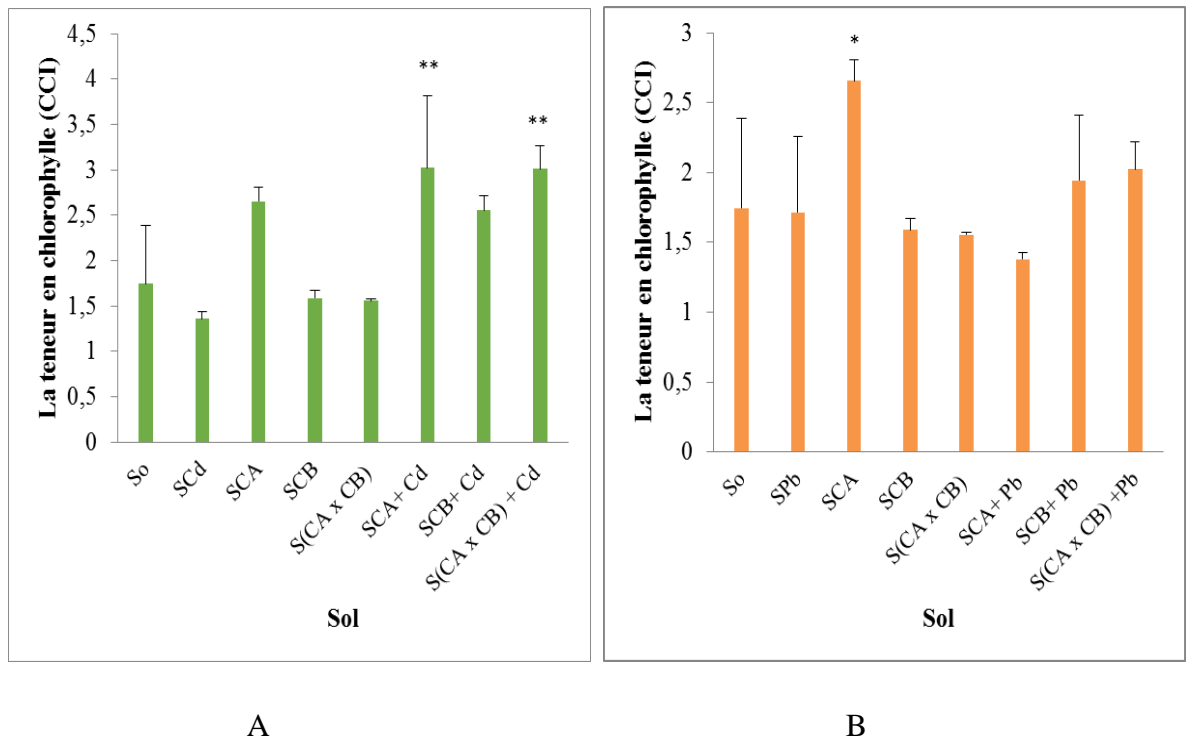 La teneur en chlorophylle (CCI)
4,5
4
3,5
3
2,5
2
1,5
1
0,5
0
**
**
So
SCd
SCA
SCB
S(CA x CB)
SCA+ Cd
SCB+ Cd
S(CA x CB) + Cd
Sol
A
La teneur en chlorophylle (CCI)
3
2,5
2
1,5
1
0,5
0
*
So
SPb
SCA
SCB
S(CA x CB)
SCA+ Pb
SCB+ Pb
S(CA x CB) +Pb
Sol
B